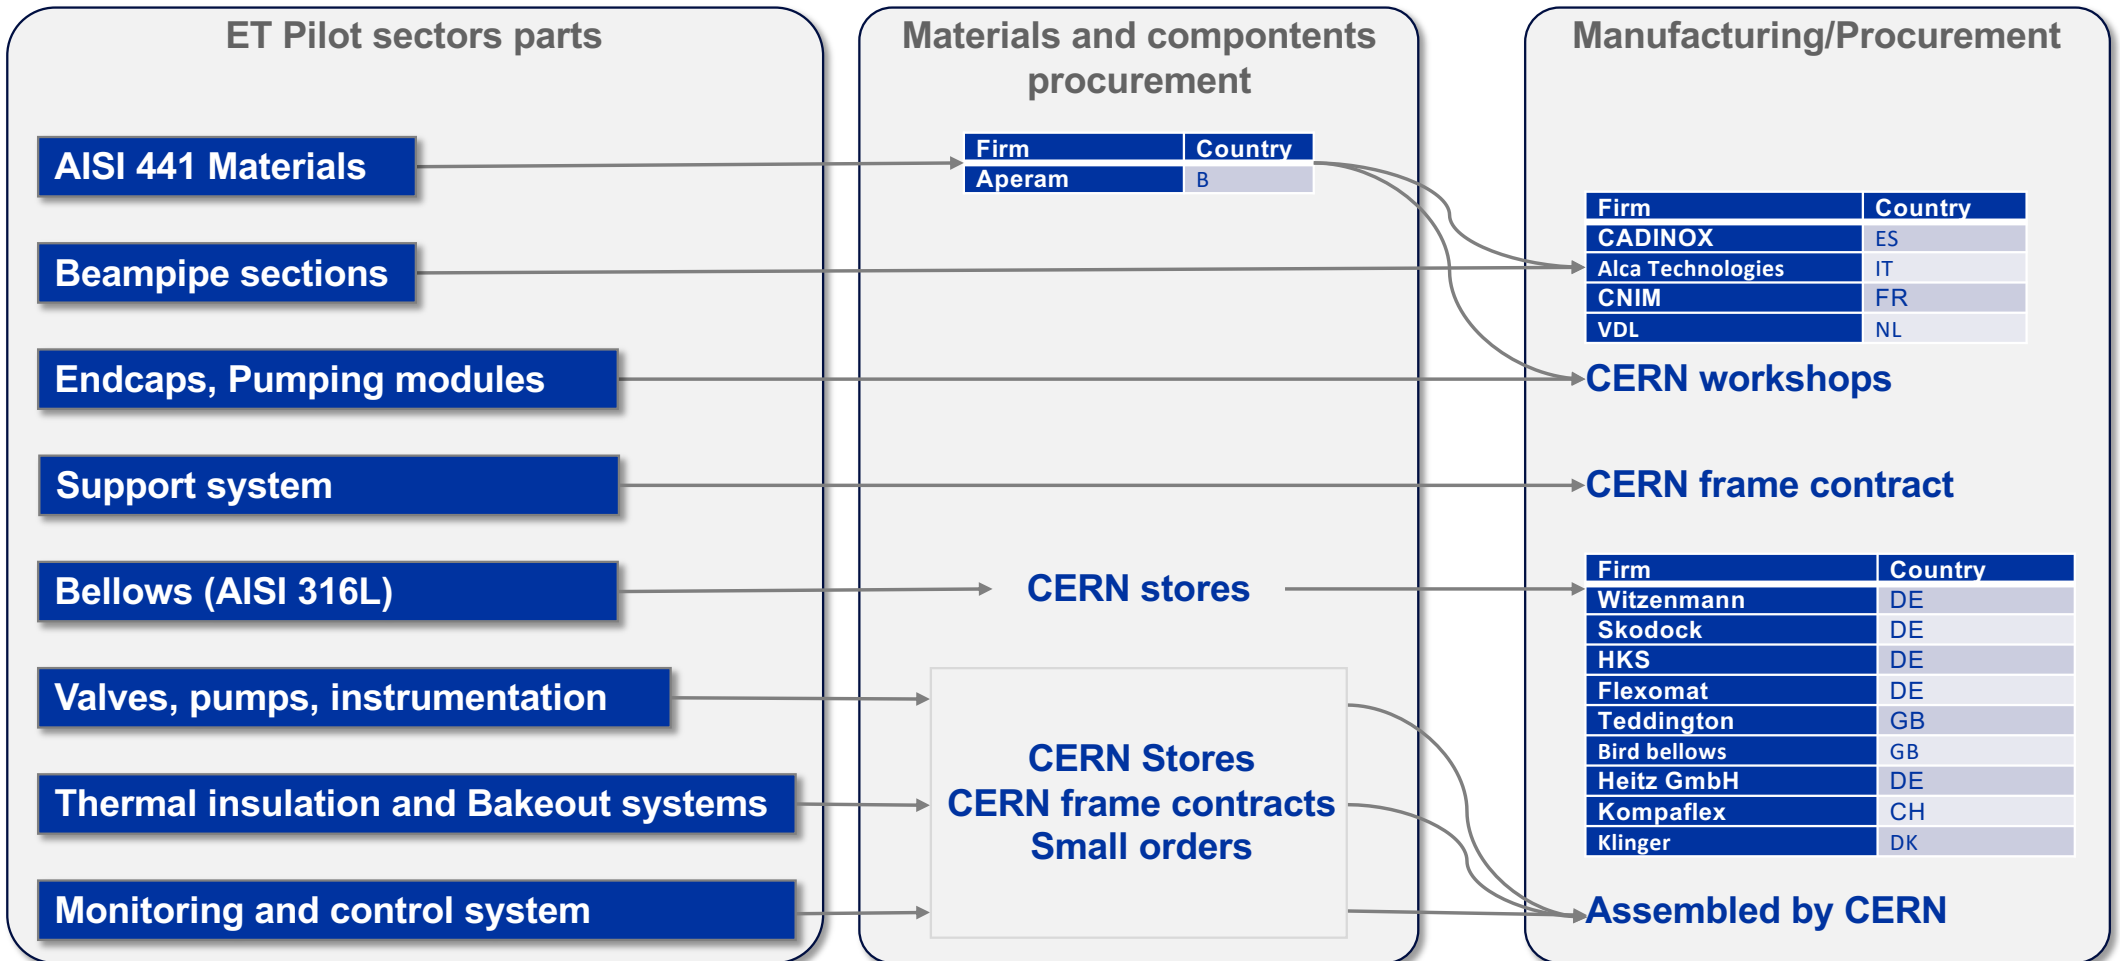 ET Pilot sectors parts
AISI 441 Materials
Beampipe sections
Endcaps, Pumping modules
Support system
Bellows (AISI 316L)
Valves, pumps, instrumentation
Thermal insulation and Bakeout systems
Monitoring and control system
Materials and compontents
procurement
Firm Country
Aperam B
CERN stores
CERN Stores
CERN frame contracts
Small orders
Manufacturing/Procurement
Firm Country
CADINOX ES
Alca Technologies IT
CNIM FR
VDL NL
CERN workshops
CERN frame contract
Firm Country
Witzenmann DE
Skodock DE
HKS DE
Flexomat DE
Teddington GB
Bird bellows GB
Heitz GmbH DE
Kompaflex CH
Klinger DK
Assembled by CERN